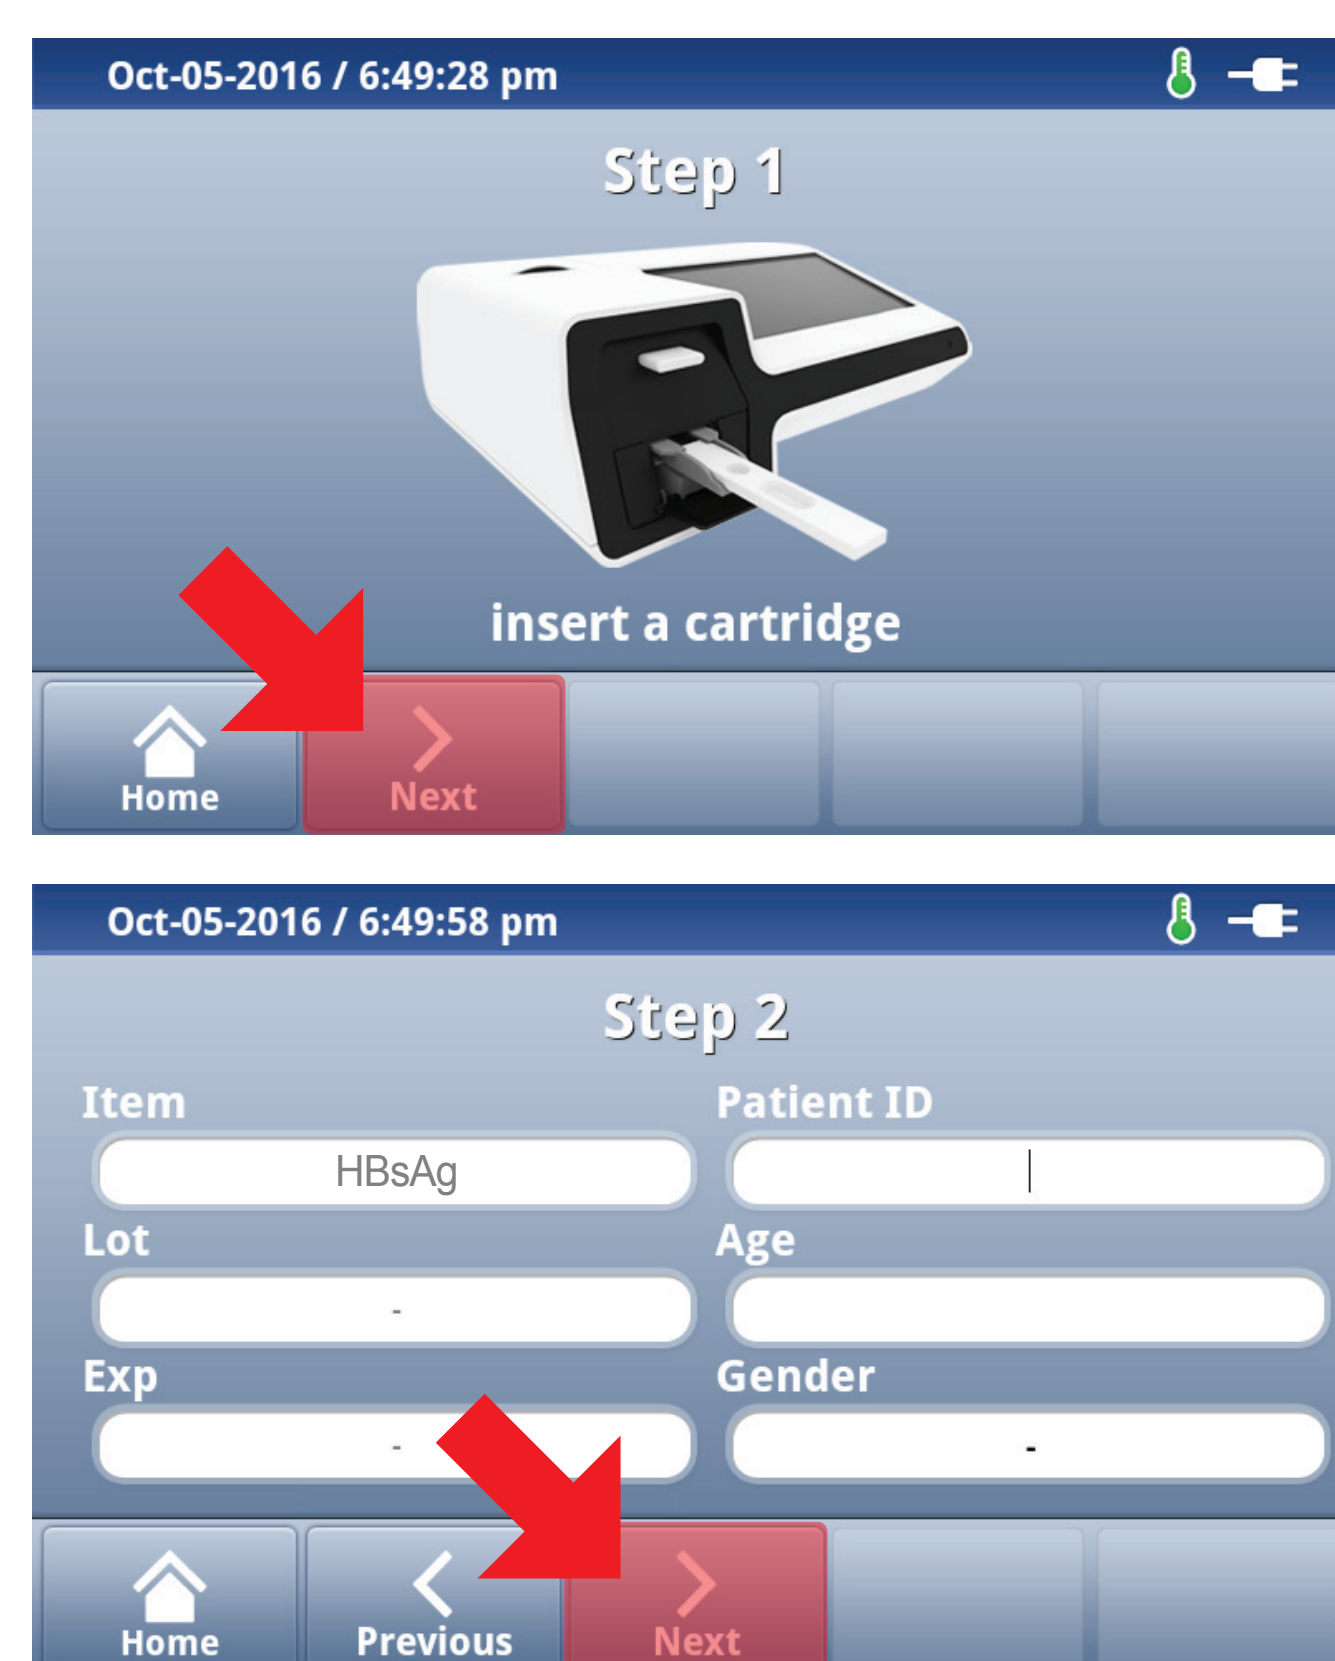 Oct-05-2016 / 6:49:28 pm
Step 1
insert a cartridge
Home Next
Oct-05-2016 / 6:49:58 pm
Step 2
Item Patient ID
HBsAg
Lot Age
-
Exp Gender
- -
Home Previous Next